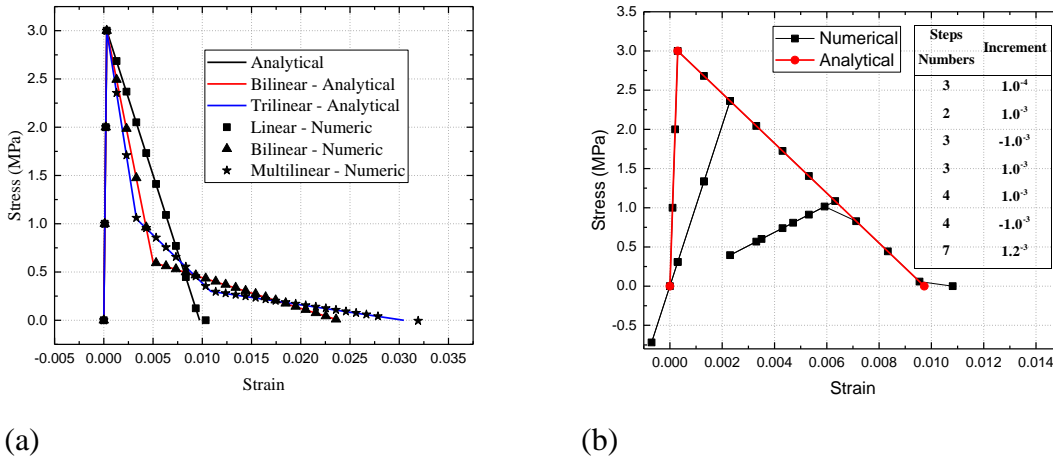 3.0
2.5
2.0
1.5
1.0
0.5
0.0
Stress (MPa)
Analytical
Bilinear - Analytical
Trilinear - Analytical
Linear - Numeric
Bilinear - Numeric
Multilinear - Numeric
-0.005 0.000 0.005 0.010 0.015 0.020 0.025 0.030 0.035
Strain
(a)
3.5
3.0
2.5
2.0
1.5
1.0
0.5
0.0
-0.5
Stress (MPa)
Numerical
Analytical
Steps Numbers Increment
3 1.0⁻⁴
2 1.0⁻³
3 -1.0⁻³
3 1.0⁻³
4 1.0⁻³
4 -1.0⁻³
7 1.2⁻³
0.000 0.002 0.004 0.006 0.008 0.010 0.012 0.014
Strain
(b)